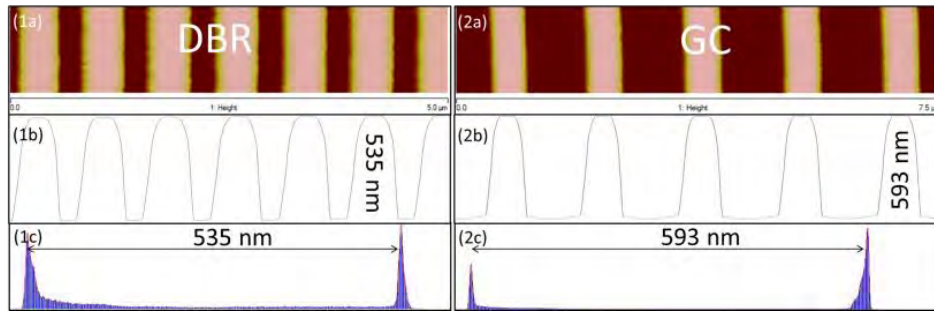 (1a)
DBR
0.0
1: Height
5.0 µm
(1b)
535 nm
(1c)
535 nm
(2a)
GC
0.0
1: Height
7.5 µ
(2b)
593 nm
(2c)
593 nm